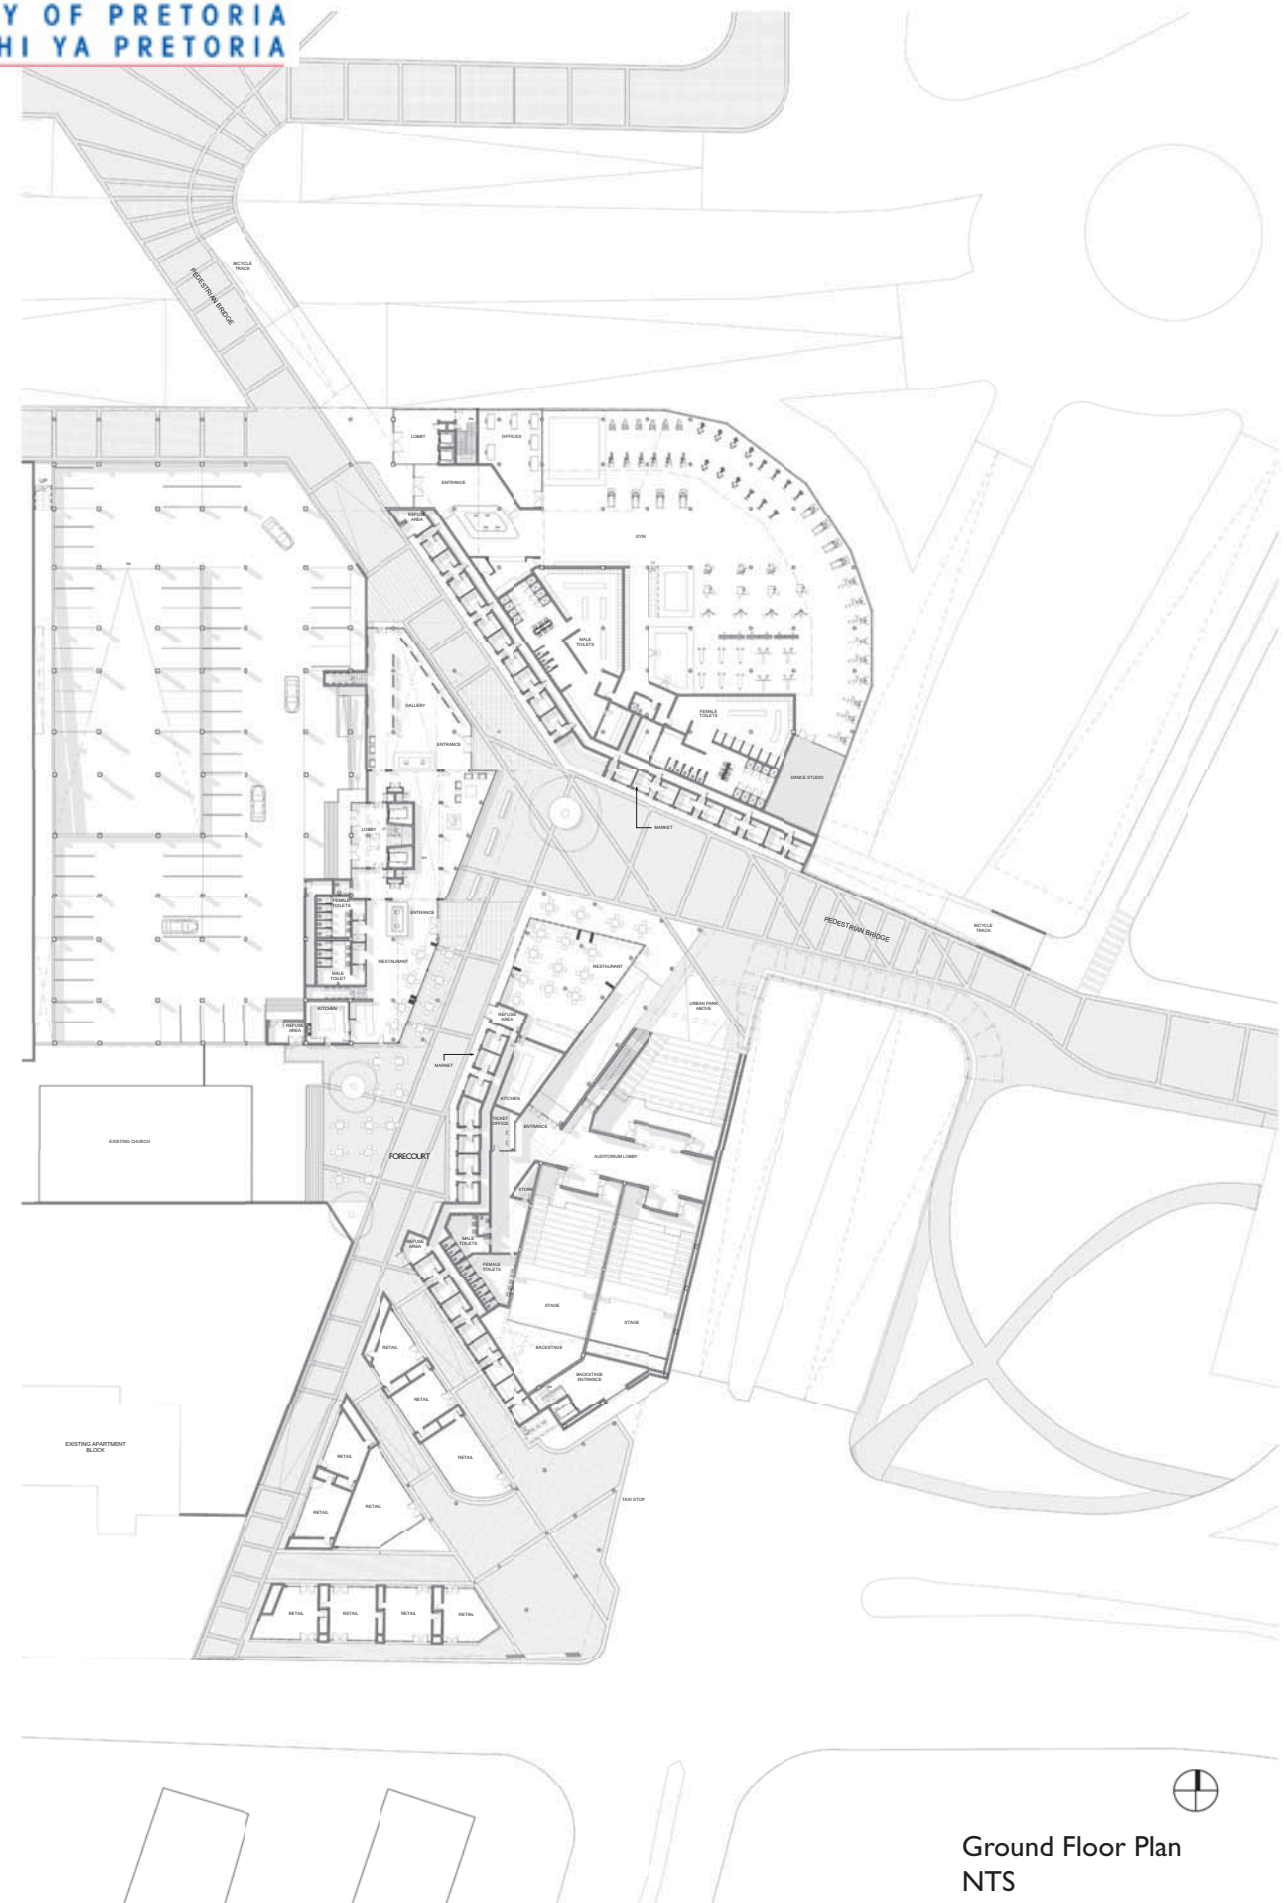 Y OF PRETORIA
HI YA PRETORIA
BICYCLE
TRACK
PEDESTRIAN BRIDGE
LOBBY
OFFICES
ENTRANCE
REFUSE
AREA
GYM
MALE
TOILETS
GALLERY
FEMALE
TOILETS
ENTRANCE
DANCE STUDIO
LOBBY
MARKET
FEMALE
TOILETS
ENTRANCE
PEDESTRIAN BRIDGE
BICYCLE
TRACK
RESTAURANT
RESTAURANT
MALE
TOILET
S
URBAN PARK
ABOVE
KITCHEN
REFUSE
AREA
REFUSE
AREA
MARKET
KITCHEN
TICKET
OFFICE
ENTRANCE
EXISTING CHURCH
FORECOURT
AUDITORIUM LOBBY
STORE
REFUSE
AREA
MALE
TOILETS
FEMALE
TOILETS
STAGE
STAGE
RETAIL
BACKSTAGE
BACKSTAGE
ENTRANCE
RETAIL
EXISTING APARTMENT
BLOCK
RETAIL
RETAIL
RETAIL
RETAIL
TAXI STOP
RETAIL
RETAIL
RETAIL
RETAIL
Ground Floor Plan
NTS